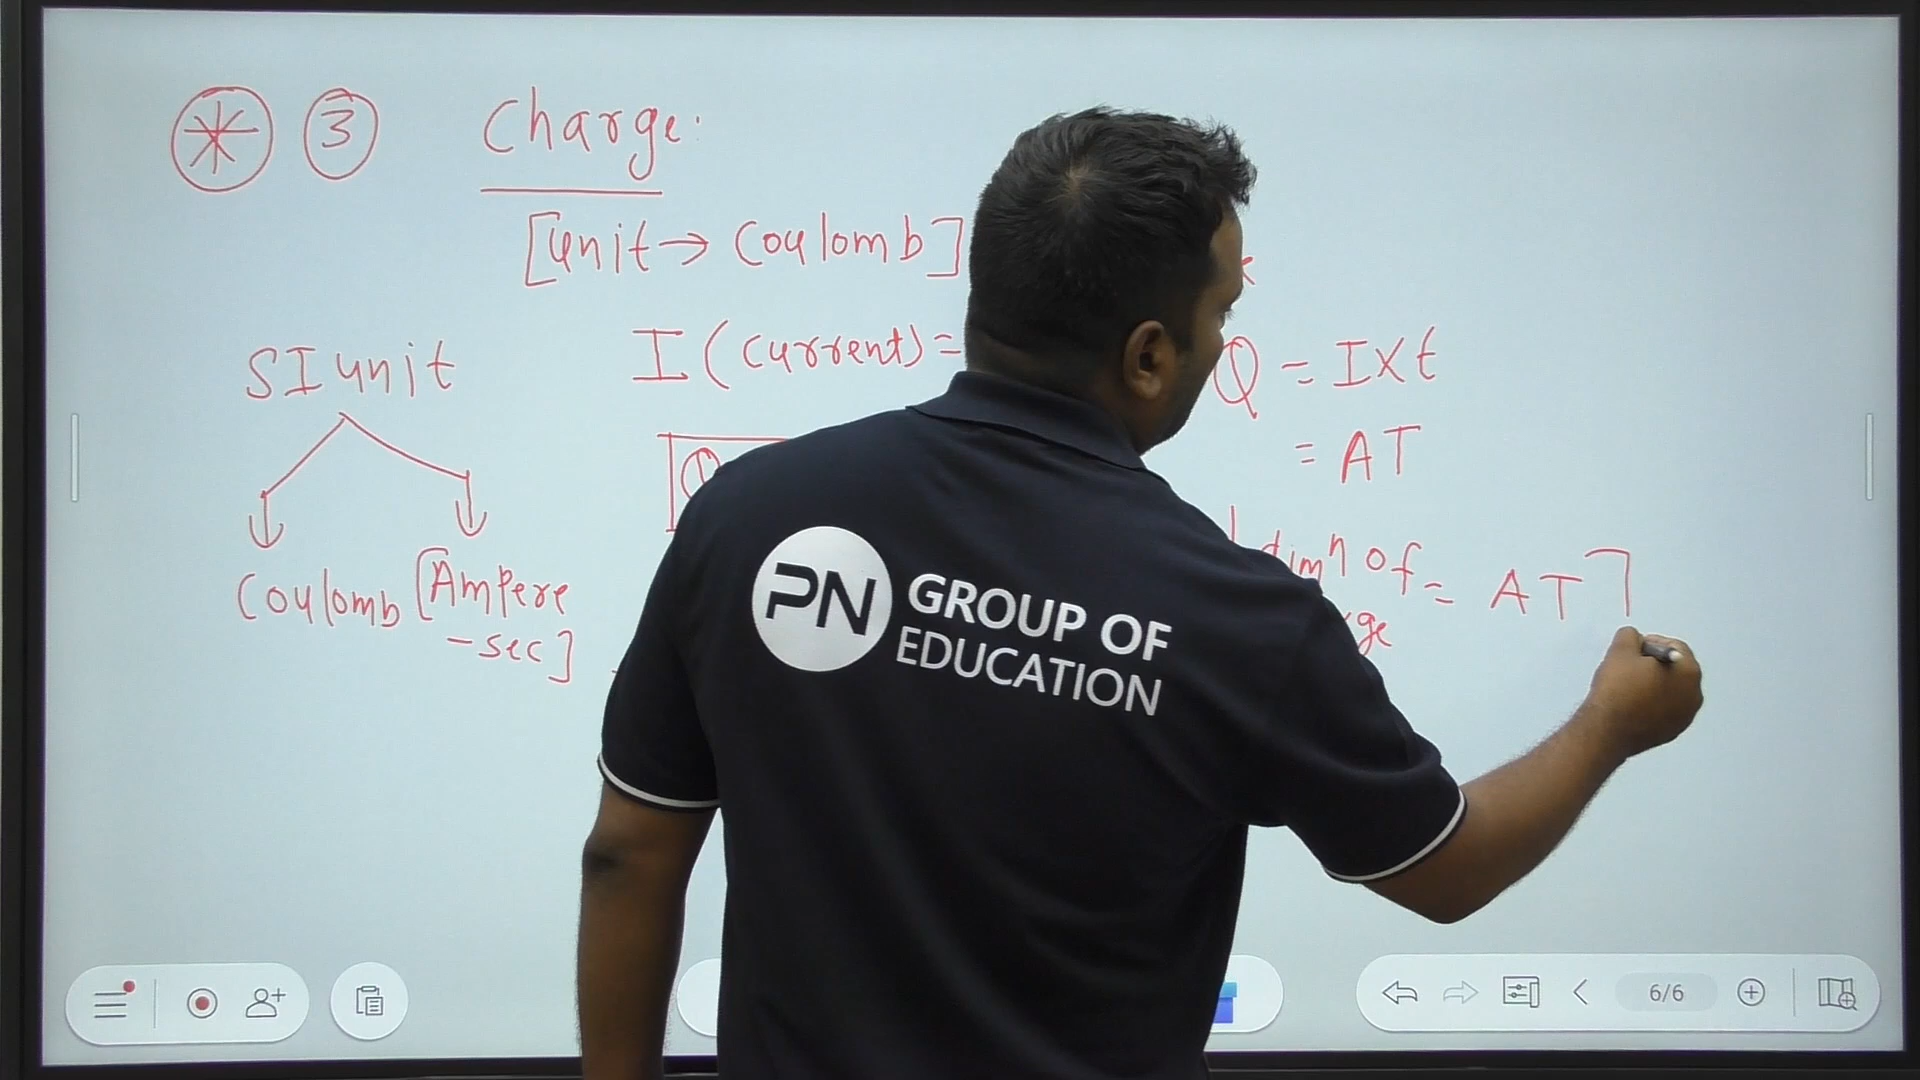 * 3 Charge:
[unit → Coulomb]
SI unit
I (current) =
Q = I × t
= AT
Coulomb [Ampere
-sec]
dimn of = AT]
PN GROUP OF
EDUCATION
6/6